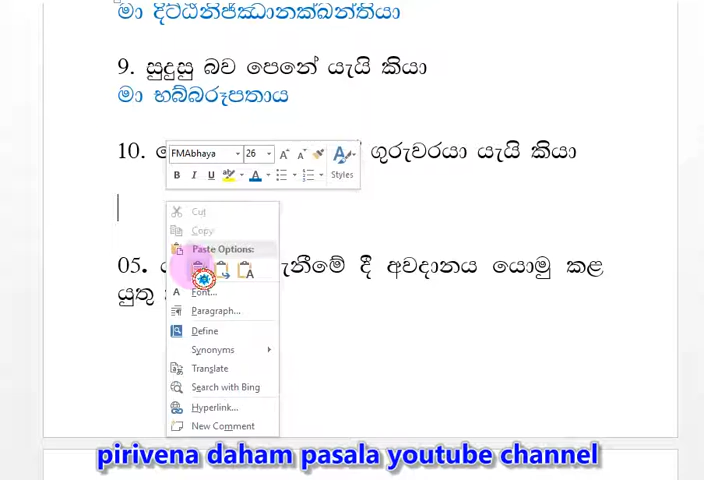 මා දිට්ඨිනිජ්ඣානක්ඛන්තියා
9. සුදුසු බව පෙනේ යැයි කියා
මා භබ්බරූපතාය
10. ගුරුවරයා යැයි කියා
FMAbhaya 26
B I U Styles
Cut
Copy
Paste Options:
05. ගැනීමේ දී අවදානය යොමු කළ
යුතු
Font...
Paragraph...
Define
Synonyms
Translate
Search with Bing
Hyperlink...
New Comment
pirivena daham pasala youtube channel